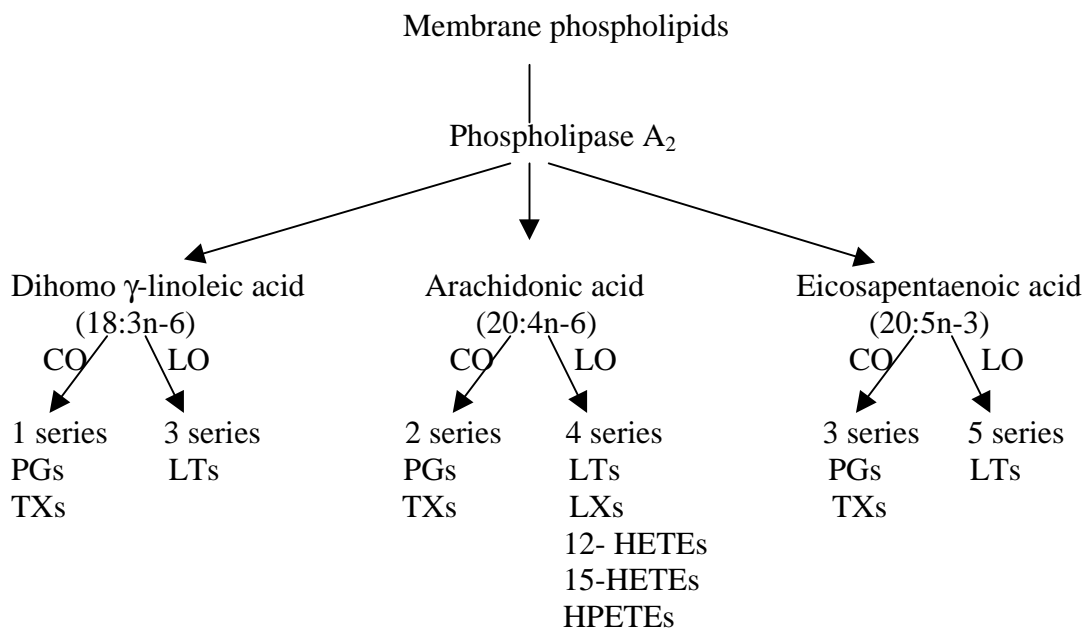 Membrane phospholipids
Phospholipase A₂
Dihomo γ-linoleic acid Arachidonic acid Eicosapentaenoic acid
(18:3n-6) (20:4n-6) (20:5n-3)
CO LO CO LO CO LO
1 series 3 series 2 series 4 series 3 series 5 series
PGs LTs PGs LTs PGs LTs
TXs TXs LXs TXs
12- HETEs
15-HETEs
HPETEs